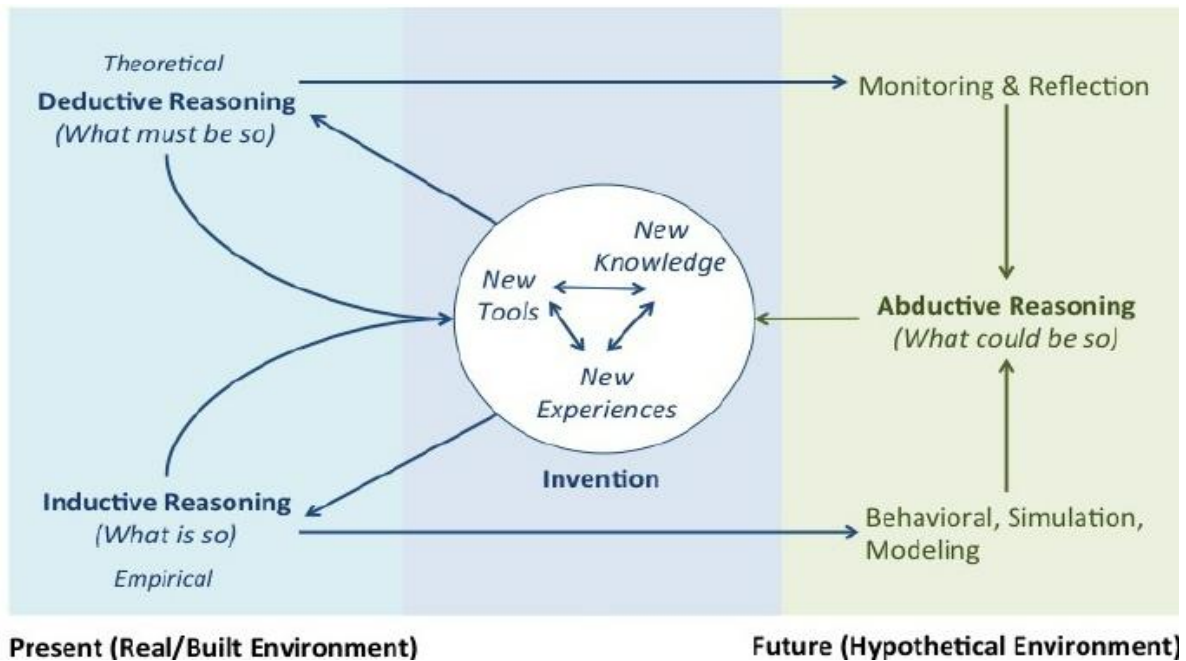 Theoretical
Deductive Reasoning
(What must be so)
Monitoring & Reflection
New
Knowledge
New
Tools
New
Experiences
Invention
Abductive Reasoning
(What could be so)
Inductive Reasoning
(What is so)
Empirical
Behavioral, Simulation,
Modeling
Present (Real/Built Environment)
Future (Hypothetical Environment)